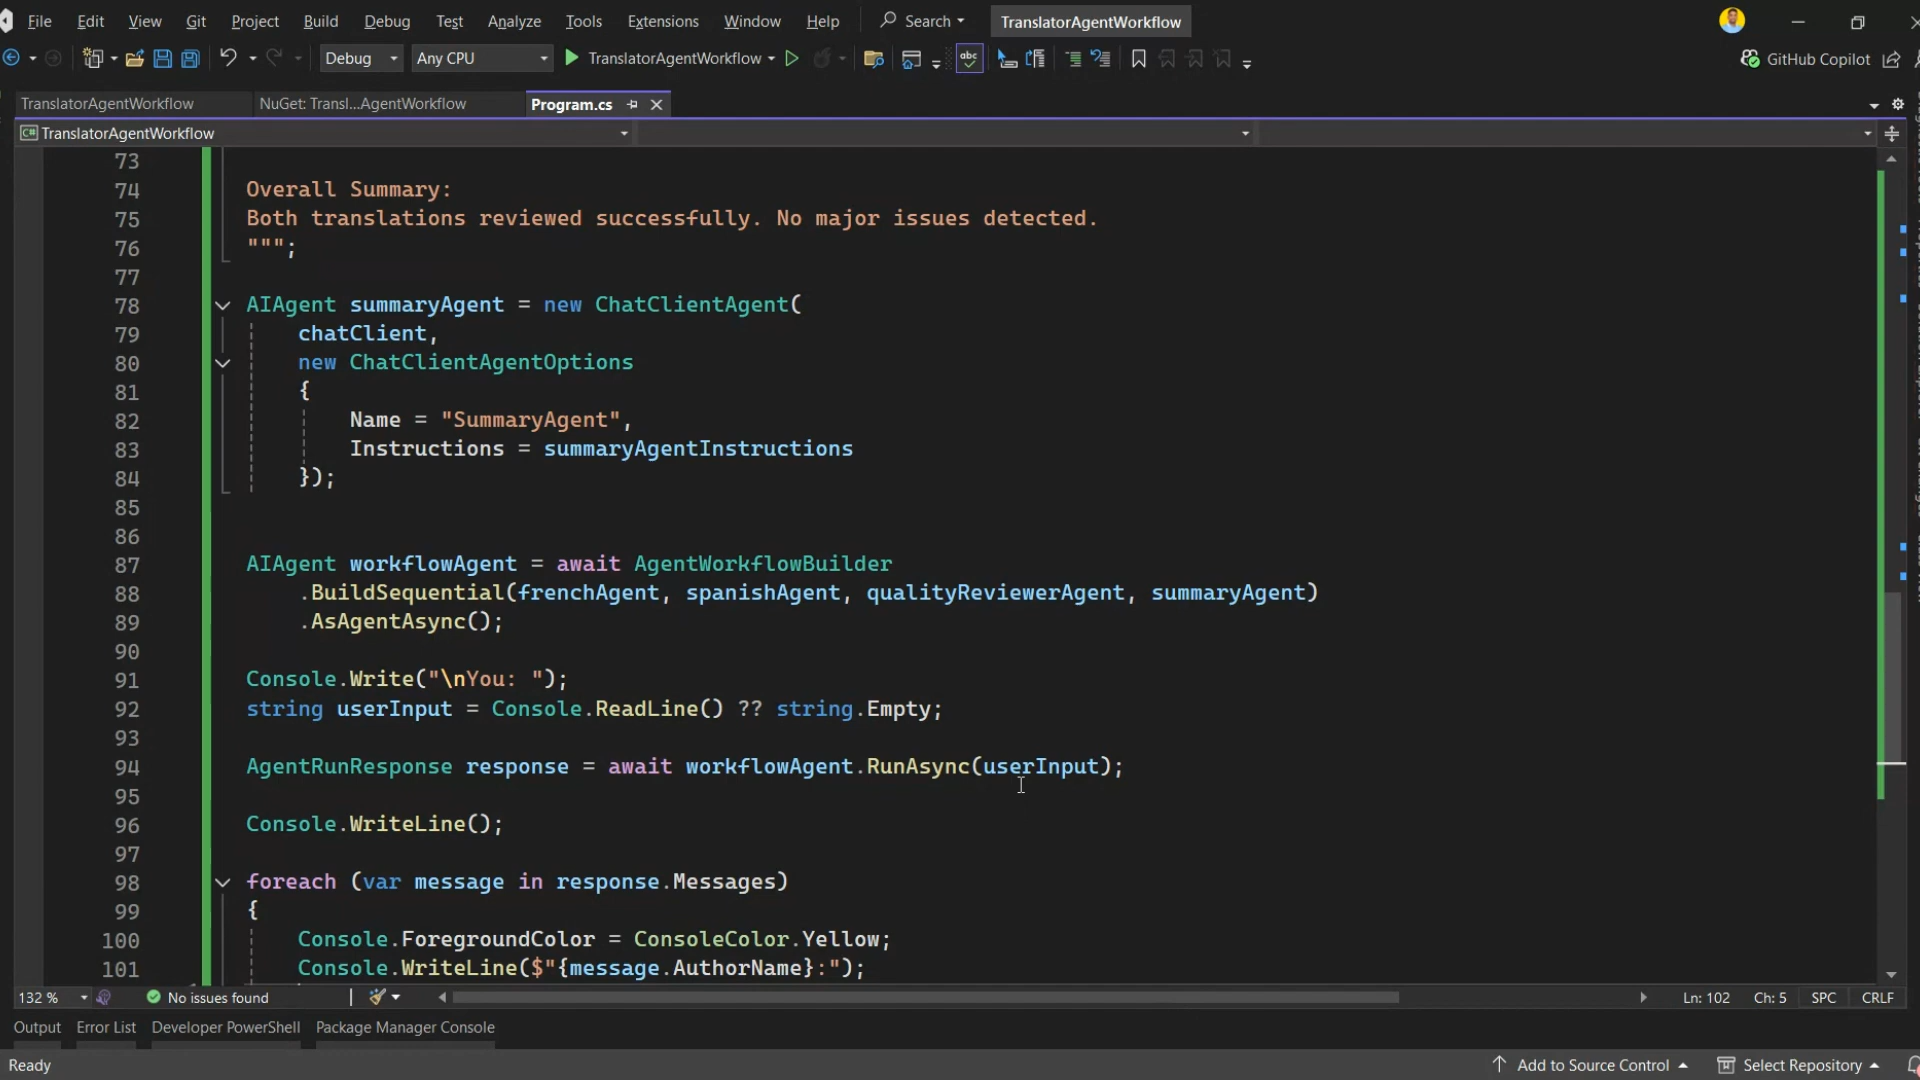 File Edit View Git Project Build Debug Test Analyze Tools Extensions Window Help Search TranslatorAgentWorkflow
Debug Any CPU TranslatorAgentWorkflow GitHub Copilot
TranslatorAgentWorkflow NuGet: Transl...AgentWorkflow Program.cs
C# TranslatorAgentWorkflow
73
74 Overall Summary:
75 Both translations reviewed successfully. No major issues detected.
76 """;
77
78 AIAgent summaryAgent = new ChatClientAgent(
79 chatClient,
80 new ChatClientAgentOptions
81 {
82 Name = "SummaryAgent",
83 Instructions = summaryAgentInstructions
84 });
85
86
87 AIAgent workflowAgent = await AgentWorkflowBuilder
88 .BuildSequential(frenchAgent, spanishAgent, qualityReviewerAgent, summaryAgent)
89 .AsAgentAsync();
90
91 Console.Write("\nYou: ");
92 string userInput = Console.ReadLine() ?? string.Empty;
93
94 AgentRunResponse response = await workflowAgent.RunAsync(userInput);
95
96 Console.WriteLine();
97
98 foreach (var message in response.Messages)
99 {
100 Console.ForegroundColor = ConsoleColor.Yellow;
101 Console.WriteLine($"{message.AuthorName}:");
132 % No issues found Ln: 102 Ch: 5 SPC CRLF
Output Error List Developer PowerShell Package Manager Console
Ready Add to Source Control Select Repository